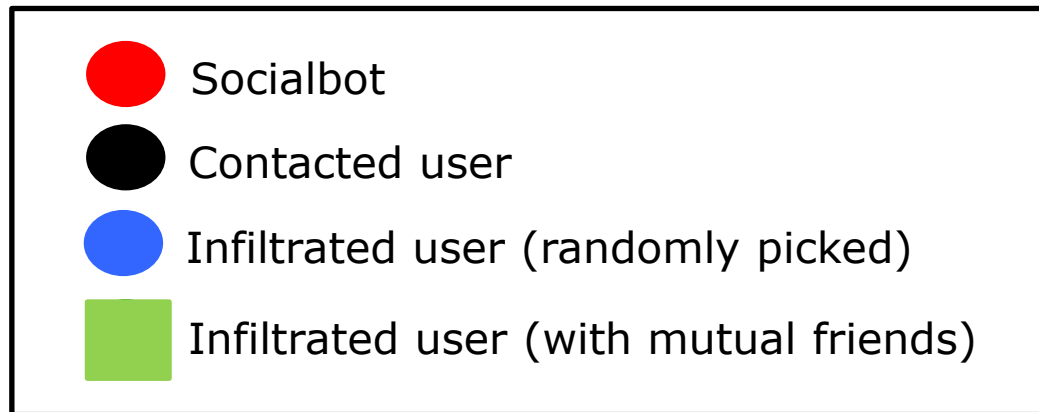 Socialbot
Contacted user
Infiltrated user (randomly picked)
Infiltrated user (with mutual friends)